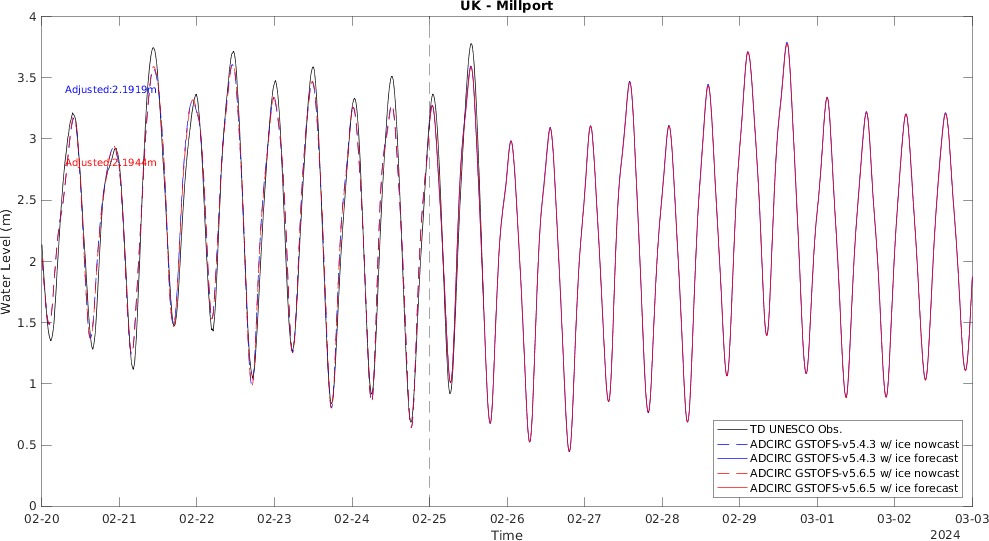 UK - Millport
Water Level (m)
4
3.5
3
2.5
2
1.5
1
0.5
0
Adjusted:2.1919m
Adjusted:2.1944m
TD UNESCO Obs.
ADCIRC GSTOFS-v5.4.3 w/ ice nowcast
ADCIRC GSTOFS-v5.4.3 w/ ice forecast
ADCIRC GSTOFS-v5.6.5 w/ ice nowcast
ADCIRC GSTOFS-v5.6.5 w/ ice forecast
02-20 02-21 02-22 02-23 02-24 02-25 02-26 02-27 02-28 02-29 03-01 03-02 03-03
Time
2024